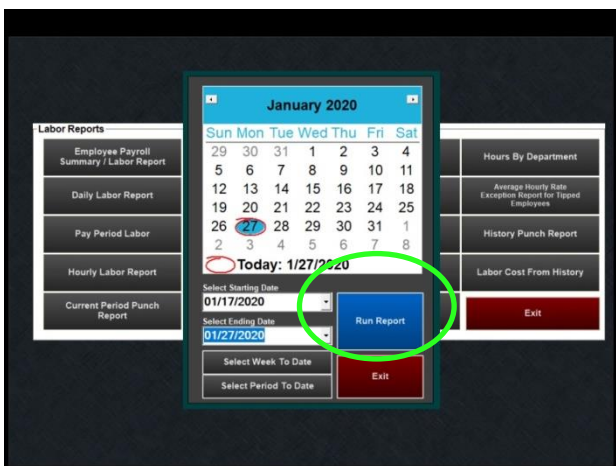 January 2020
Sun Mon Tue Wed Thu Fri Sat
29 30 31 1 2 3 4
5 6 7 8 9 10 11
12 13 14 15 16 17 18
19 20 21 22 23 24 25
26 27 28 29 30 31 1
2 3 4 5 6 7 8
Today: 1/27/2020
Labor Reports
Employee Payroll
Summary / Labor Report
Daily Labor Report
Pay Period Labor
Hourly Labor Report
Current Period Punch
Report
Select Starting Date
01/17/2020
Select Ending Date
01/27/2020
Run Report
Select Week To Date
Select Period To Date
Exit
Hours By Department
Average Hourly Rate
Exception Report for Tipped
Employees
History Punch Report
Labor Cost From History
Exit